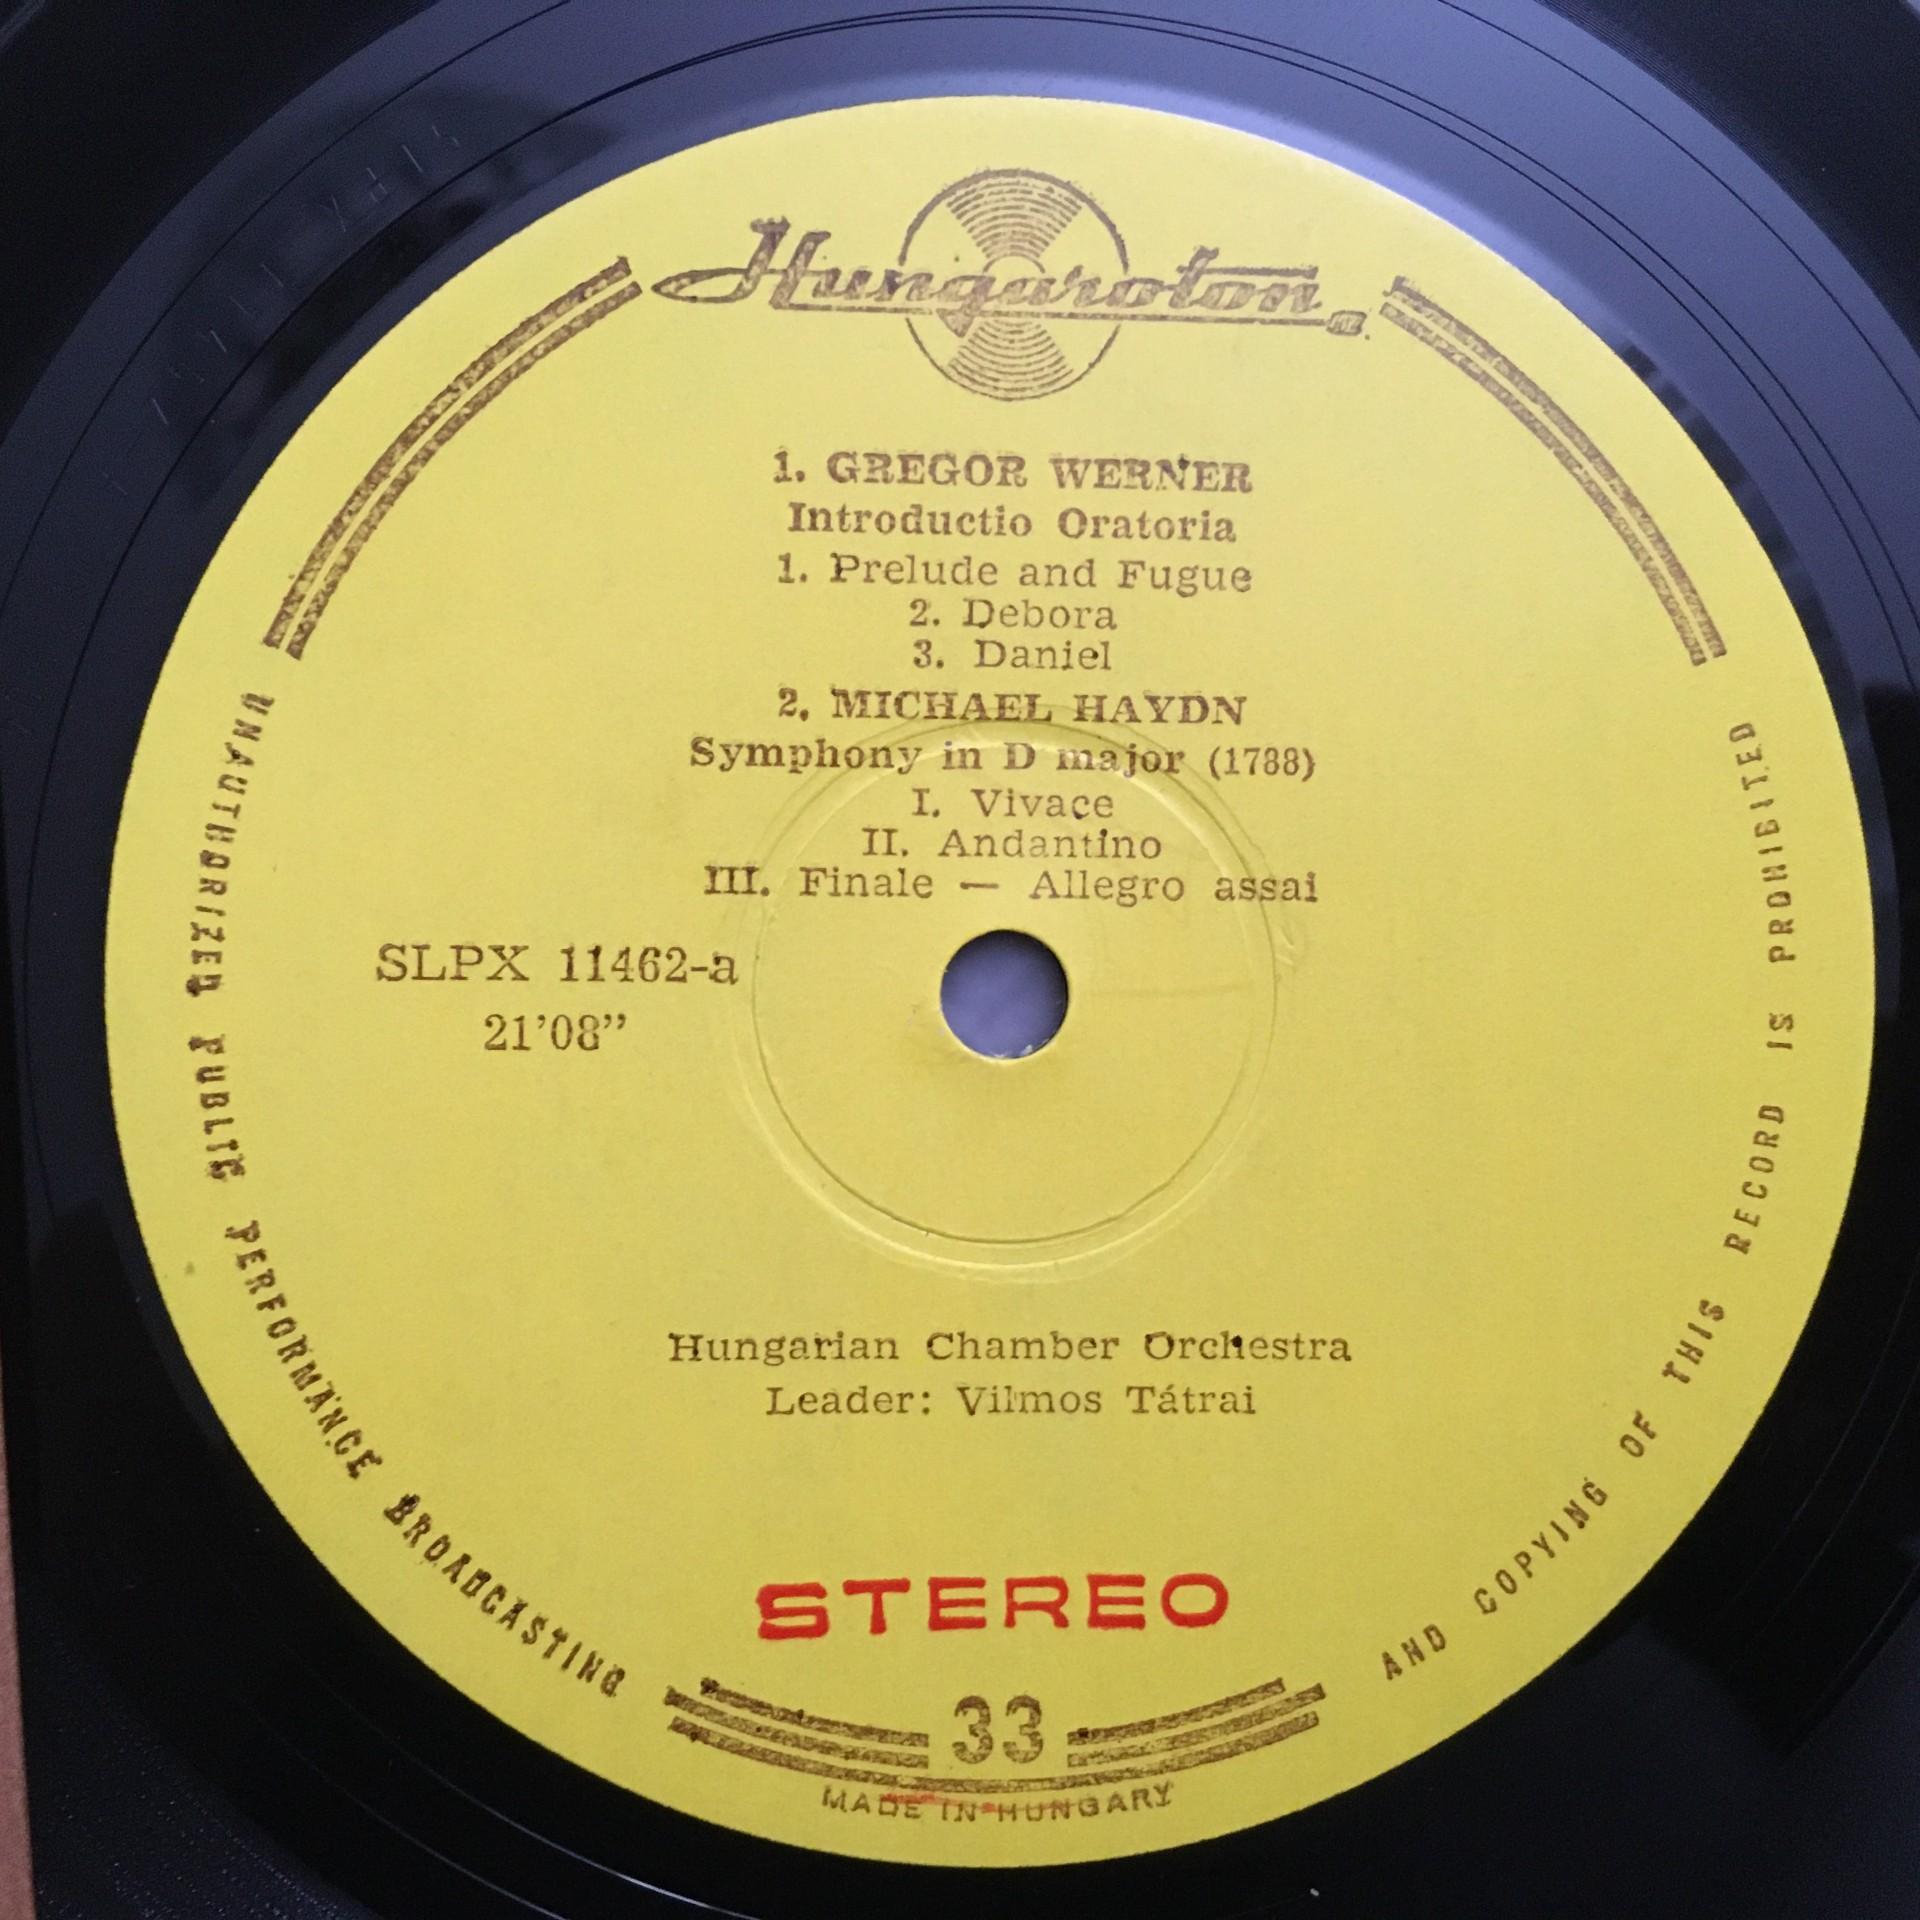 Hungaroton
1. GREGOR WERNER
Introductio Oratoria
1. Prelude and Fugue
2. Debora
3. Daniel
2. MICHAEL HAYDN
Symphony in D major (1788)
I. Vivace
II. Andantino
III. Finale — Allegro assai
SLPX 11462-a
21’08”
Hungarian Chamber Orchestra
Leader: Vilmos Tátrai
STEREO
33
MADE IN HUNGARY
UNAUTHORIZED PUBLIC PERFORMANCE BROADCASTING AND COPYING OF THIS RECORD IS PROHIBITED